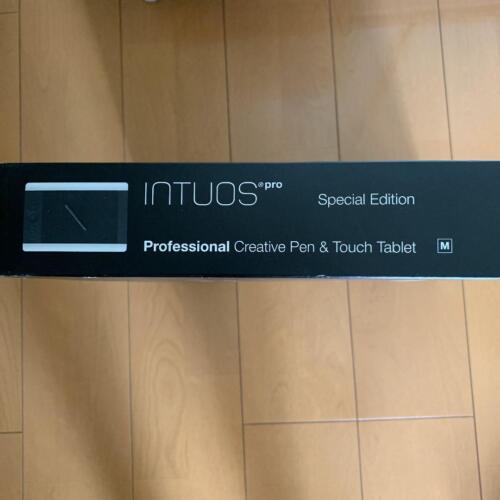 INTUOS®pro
Special Edition
Professional Creative Pen & Touch Tablet M